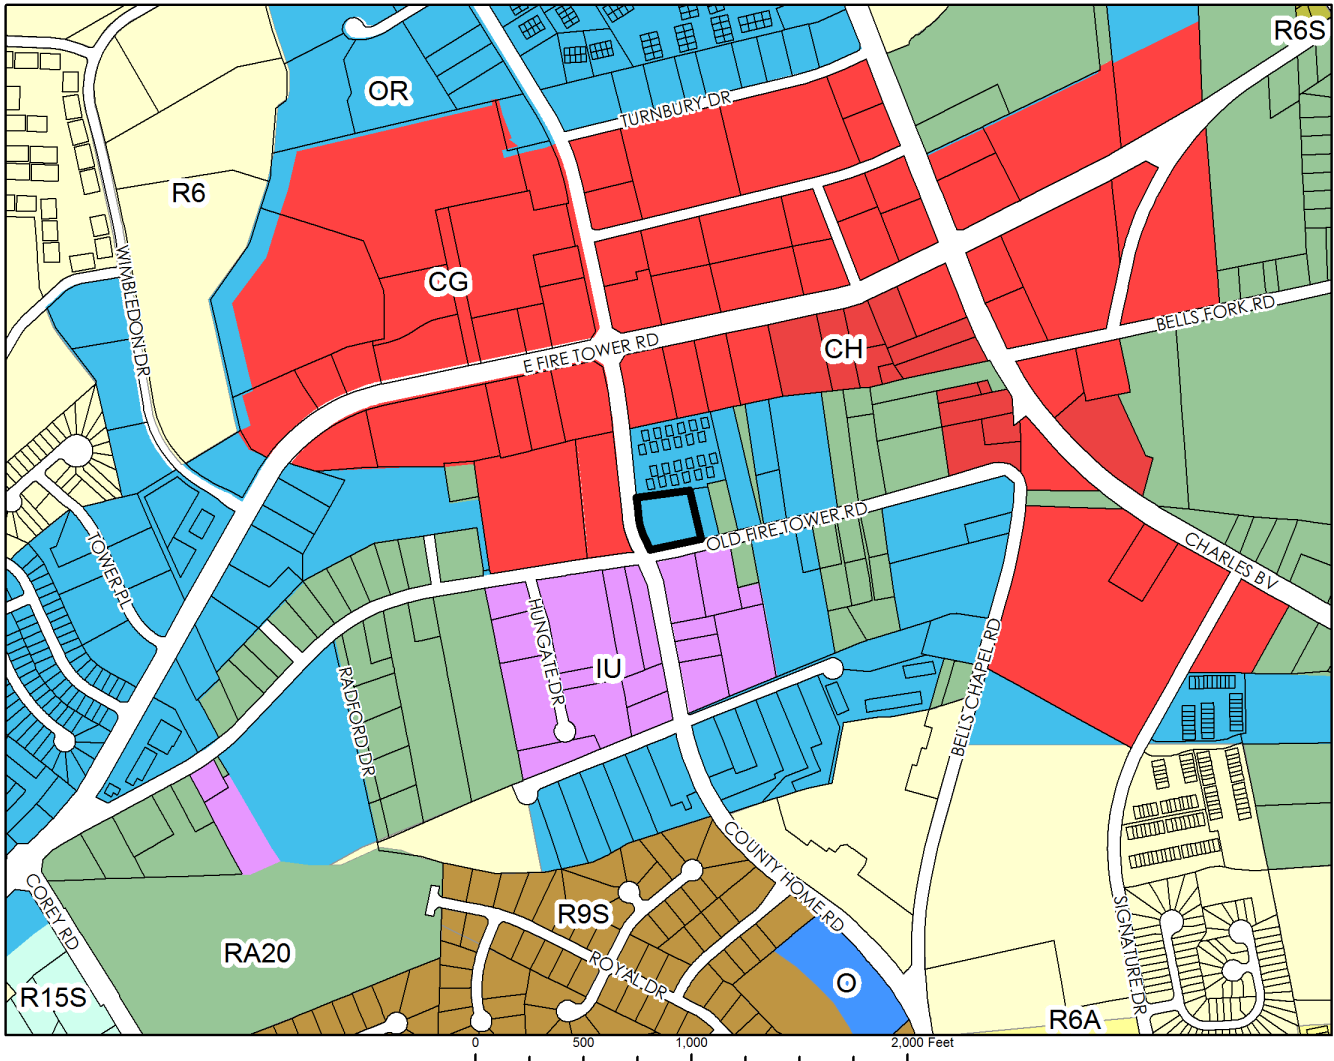 R6S
OR
TURNBURY DR
R6
WIMBLEDON DR
CG
BELLS FORK RD
E FIRE TOWER RD
CH
OLD FIRE TOWER RD
TOWER PL
CHARLES BV
HUNGATE DR
IU
RADFORD DR
BELLS CHAPEL RD
COUNTY HOME RD
COREY RD
R9S
SIGNATURE DR
RA20
ROYAL DR
O
R15S
R6A
0 500 1,000 2,000 Feet